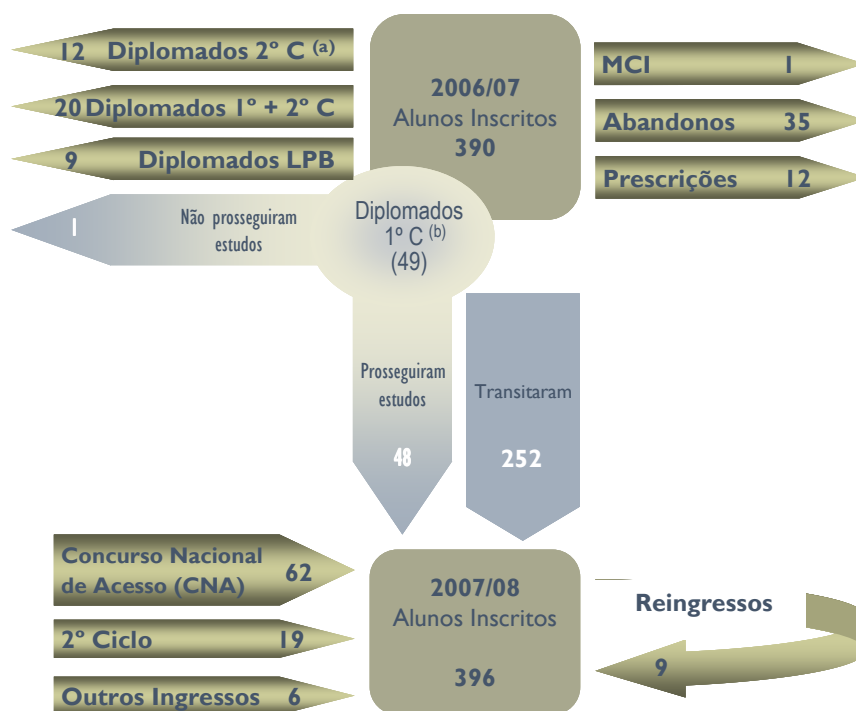 12 Diplomados 2º C (a)
20 Diplomados 1º + 2º C
9 Diplomados LPB
1 Não prosseguiram
estudos
2006/07
Alunos Inscritos
390
MCI 1
Abandonos 35
Prescrições 12
Diplomados
1º C (b)
(49)
Prosseguiram
estudos
48
Transitaram
252
Concurso Nacional
de Acesso (CNA) 62
2º Ciclo 19
Outros Ingressos 6
2007/08
Alunos Inscritos
396
Reingressos
9